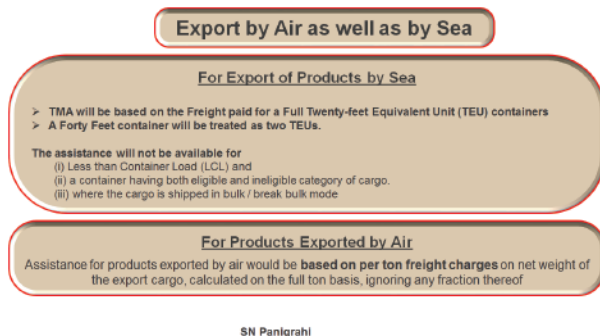 Export by Air as well as by Sea
For Export of Products by Sea
➤ TMA will be based on the Freight paid for a Full Twenty-feet Equivalent Unit (TEU) containers
➤ A Forty Feet container will be treated as two TEUs.
The assistance will not be available for
(i) Less than Container Load (LCL) and
(ii) a container having both eligible and ineligible category of cargo.
(iii) where the cargo is shipped in bulk / break bulk mode
For Products Exported by Air
Assistance for products exported by air would be based on per ton freight charges on net weight of
the export cargo, calculated on the full ton basis, ignoring any fraction thereof
SN Panigrahi